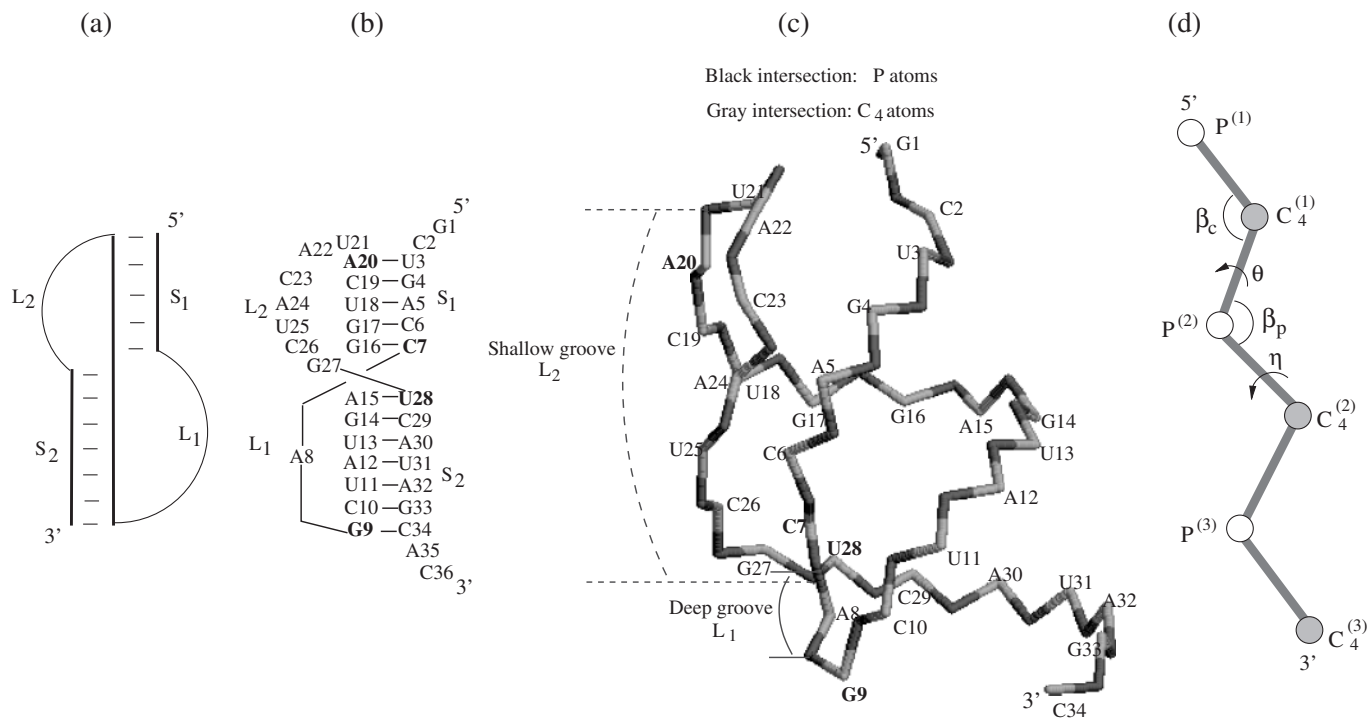 (a)
(b)
(c)
(d)
5’
L2
S1
S2
L1
3’
5’
G1
A22 U21 C2
A20 U3
C23 C19 G4
L2 A24 U18 A5 S1
U25 G17 C6
C26 G16 C7
G27
A15 U28
G14 C29
L1 U13 A30
A8 A12 U31 S2
U11 A32
C10 G33
G9 C34
A35
C36
3’
Black intersection: P atoms
Gray intersection: C4 atoms
5’ G1
U21
C2
A22
U3
A20
C23
G4
C19
Shallow groove
L2
A24
A5
U18
G17
G16
A15
G14
U13
U25
C6
A12
C26
C7
U28
U11
G27
A30
U31
C29
A32
Deep groove
L1
A8
C10
G33
G9
3’
C34
5’
P(1)
C4(1)
βc
θ
P(2)
βp
η
C4(2)
P(3)
C4(3)
3’